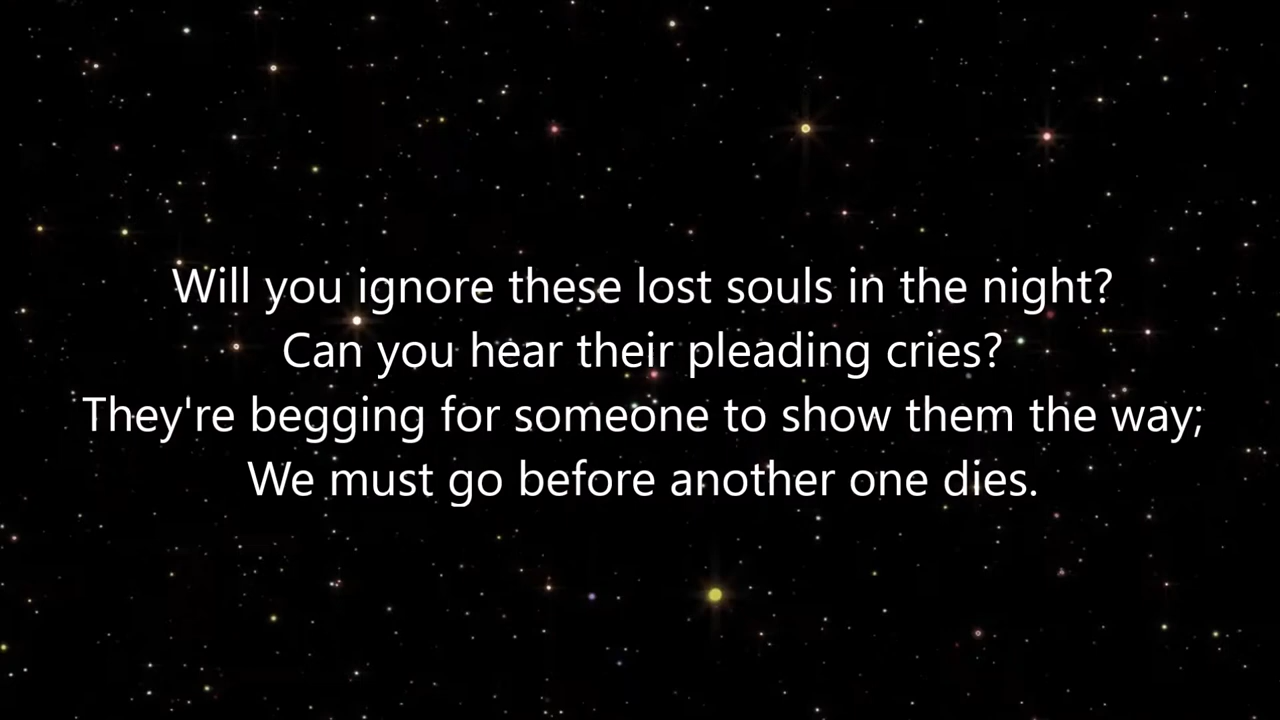 Will you ignore these lost souls in the night?
Can you hear their pleading cries?
They're begging for someone to show them the way;
We must go before another one dies.